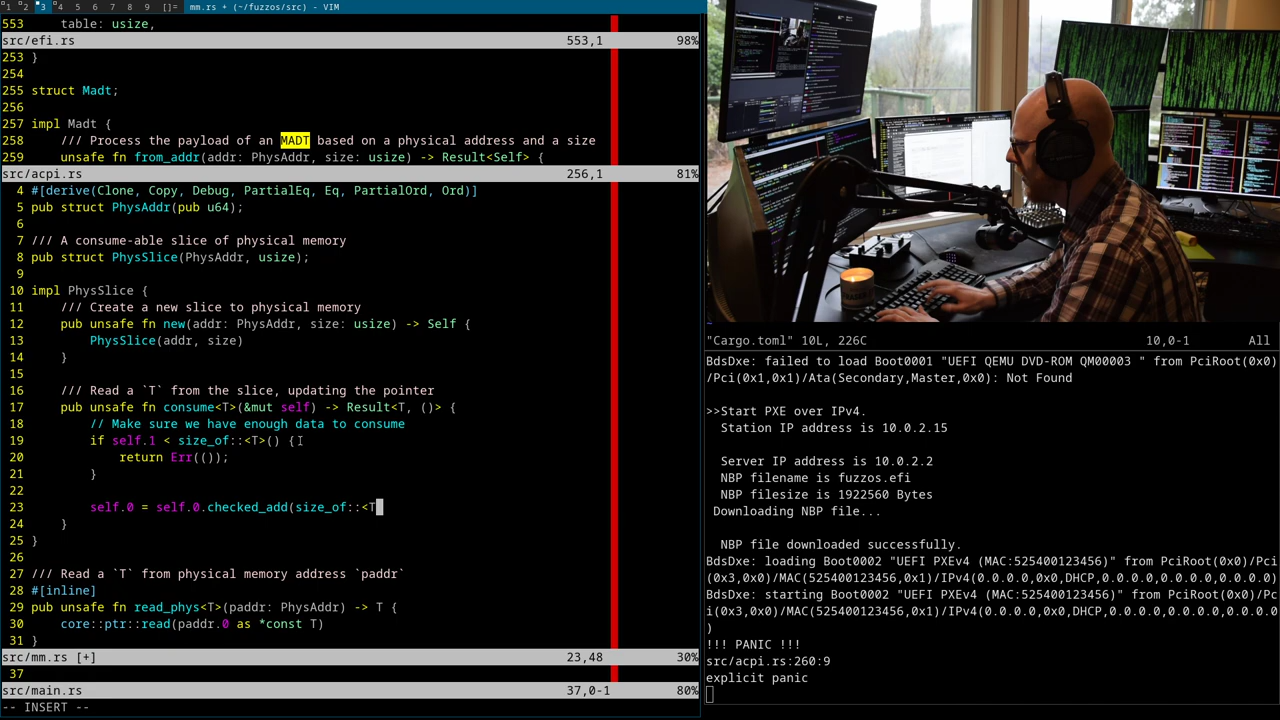 1 2 3 4 5 6 7 8 9 []= mm.rs + (~/fuzzos/src) - VIM
553     table: usize,
src/efi.rs 553,1 98%
253 }
254
255 struct Madt;
256
257 impl Madt {
258     /// Process the payload of an MADT based on a physical address and a size
259     unsafe fn from_addr(addr: PhysAddr, size: usize) -> Result<Self> {
src/acpi.rs 256,1 81%
4 #[derive(Clone, Copy, Debug, PartialEq, Eq, PartialOrd, Ord)]
5 pub struct PhysAddr(pub u64);
6
7 /// A consume-able slice of physical memory
8 pub struct PhysSlice(PhysAddr, usize);
9
10 impl PhysSlice {
11     /// Create a new slice to physical memory
12     pub unsafe fn new(addr: PhysAddr, size: usize) -> Self {
13         PhysSlice(addr, size)
14     }
15
16     /// Read a `T` from the slice, updating the pointer
17     pub unsafe fn consume<T>(&mut self) -> Result<T, ()> {
18         // Make sure we have enough data to consume
19         if self.1 < size_of::<T>() {
20             return Err(());
21         }
22
23         self.0 = self.0.checked_add(size_of::<T
24     }
25 }
26
27 /// Read a `T` from physical memory address `paddr`
28 #[inline]
29 pub unsafe fn read_phys<T>(paddr: PhysAddr) -> T {
30     core::ptr::read(paddr.0 as *const T)
31 }
src/mm.rs [+] 23,48 30%
37
src/main.rs 37,0-1 80%
-- INSERT --
"Cargo.toml" 10L, 226C 10,0-1 All
BdsDxe: failed to load Boot0001 "UEFI QEMU DVD-ROM QM00003 " from PciRoot(0x0)
/Pci(0x1,0x1)/Ata(Secondary,Master,0x0): Not Found
>>Start PXE over IPv4.
Station IP address is 10.0.2.15
Server IP address is 10.0.2.2
NBP filename is fuzzos.efi
NBP filesize is 1922560 Bytes
Downloading NBP file...
NBP file downloaded successfully.
BdsDxe: loading Boot0002 "UEFI PXEv4 (MAC:525400123456)" from PciRoot(0x0)/Pci
(0x3,0x0)/MAC(525400123456,0x1)/IPv4(0.0.0.0,0x0,DHCP,0.0.0.0,0.0.0.0,0.0.0.0)
BdsDxe: starting Boot0002 "UEFI PXEv4 (MAC:525400123456)" from PciRoot(0x0)/Pc
i(0x3,0x0)/MAC(525400123456,0x1)/IPv4(0.0.0.0,0x0,DHCP,0.0.0.0,0.0.0.0,0.0.0.0
)
!!! PANIC !!!
src/acpi.rs:260:9
explicit panic